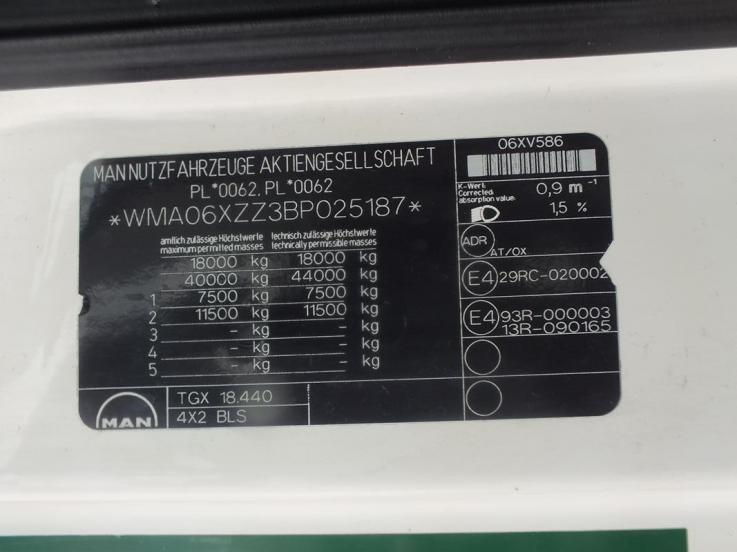 MAN NUTZFAHRZEUGE AKTIENGESELLSCHAFT
PL*0062.PL*0062
*WMA06XZZ3BP025187*
amtlich zulässige Höchstwerte technisch zulässige Höchstwerte
maximum permitted masses technically permissible masses
18000 kg 18000 kg
40000 kg 44000 kg
1 7500 kg 7500 kg
2 11500 kg 11500 kg
3 - kg - kg
4 - kg - kg
5 - kg - kg
MAN
TGX 18.440
4X2 BLS
06XV586
K-Wert:
Corrected
absorption value:
0,9 m⁻¹
1,5 %
ADR
AT/OX
E4 29RC-020002
E4 93R-000003
13R-090165